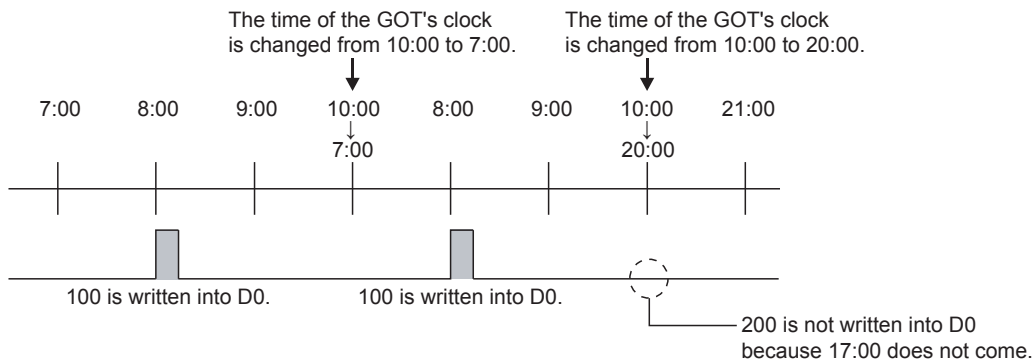 The time of the GOT's clock
is changed from 10:00 to 7:00.
The time of the GOT's clock
is changed from 10:00 to 20:00.
7:00 8:00 9:00 10:00 8:00 9:00 10:00 21:00
↓ ↓
7:00 20:00
100 is written into D0. 100 is written into D0.
200 is not written into D0
because 17:00 does not come.